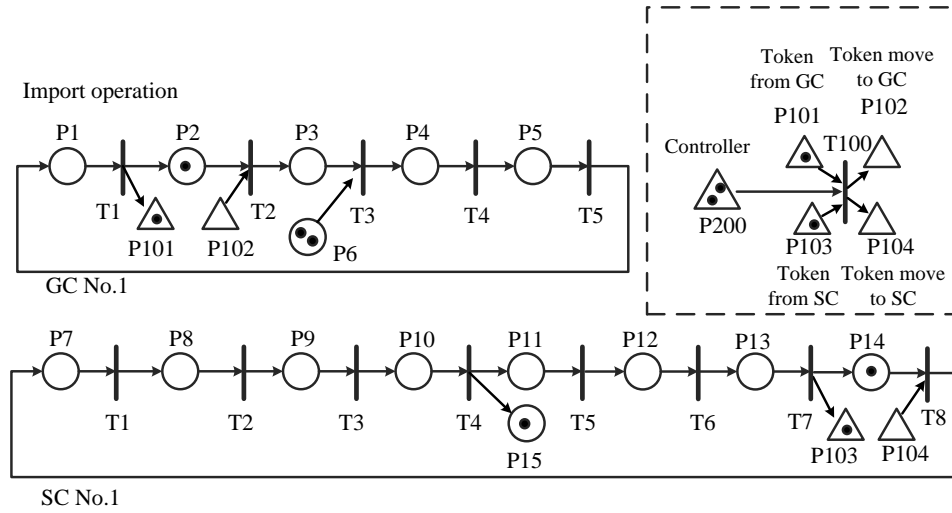 Import operation
P1
P2
P3
P4
P5
T1
T2
T3
T4
T5
P101
P102
P6
GC No.1
Token
from GC
Token move
to GC
P101
P102
T100
Controller
P200
P103
P104
Token
from SC
Token move
to SC
P7
P8
P9
P10
P11
P12
P13
P14
T1
T2
T3
T4
T5
T6
T7
T8
P15
P103
P104
SC No.1